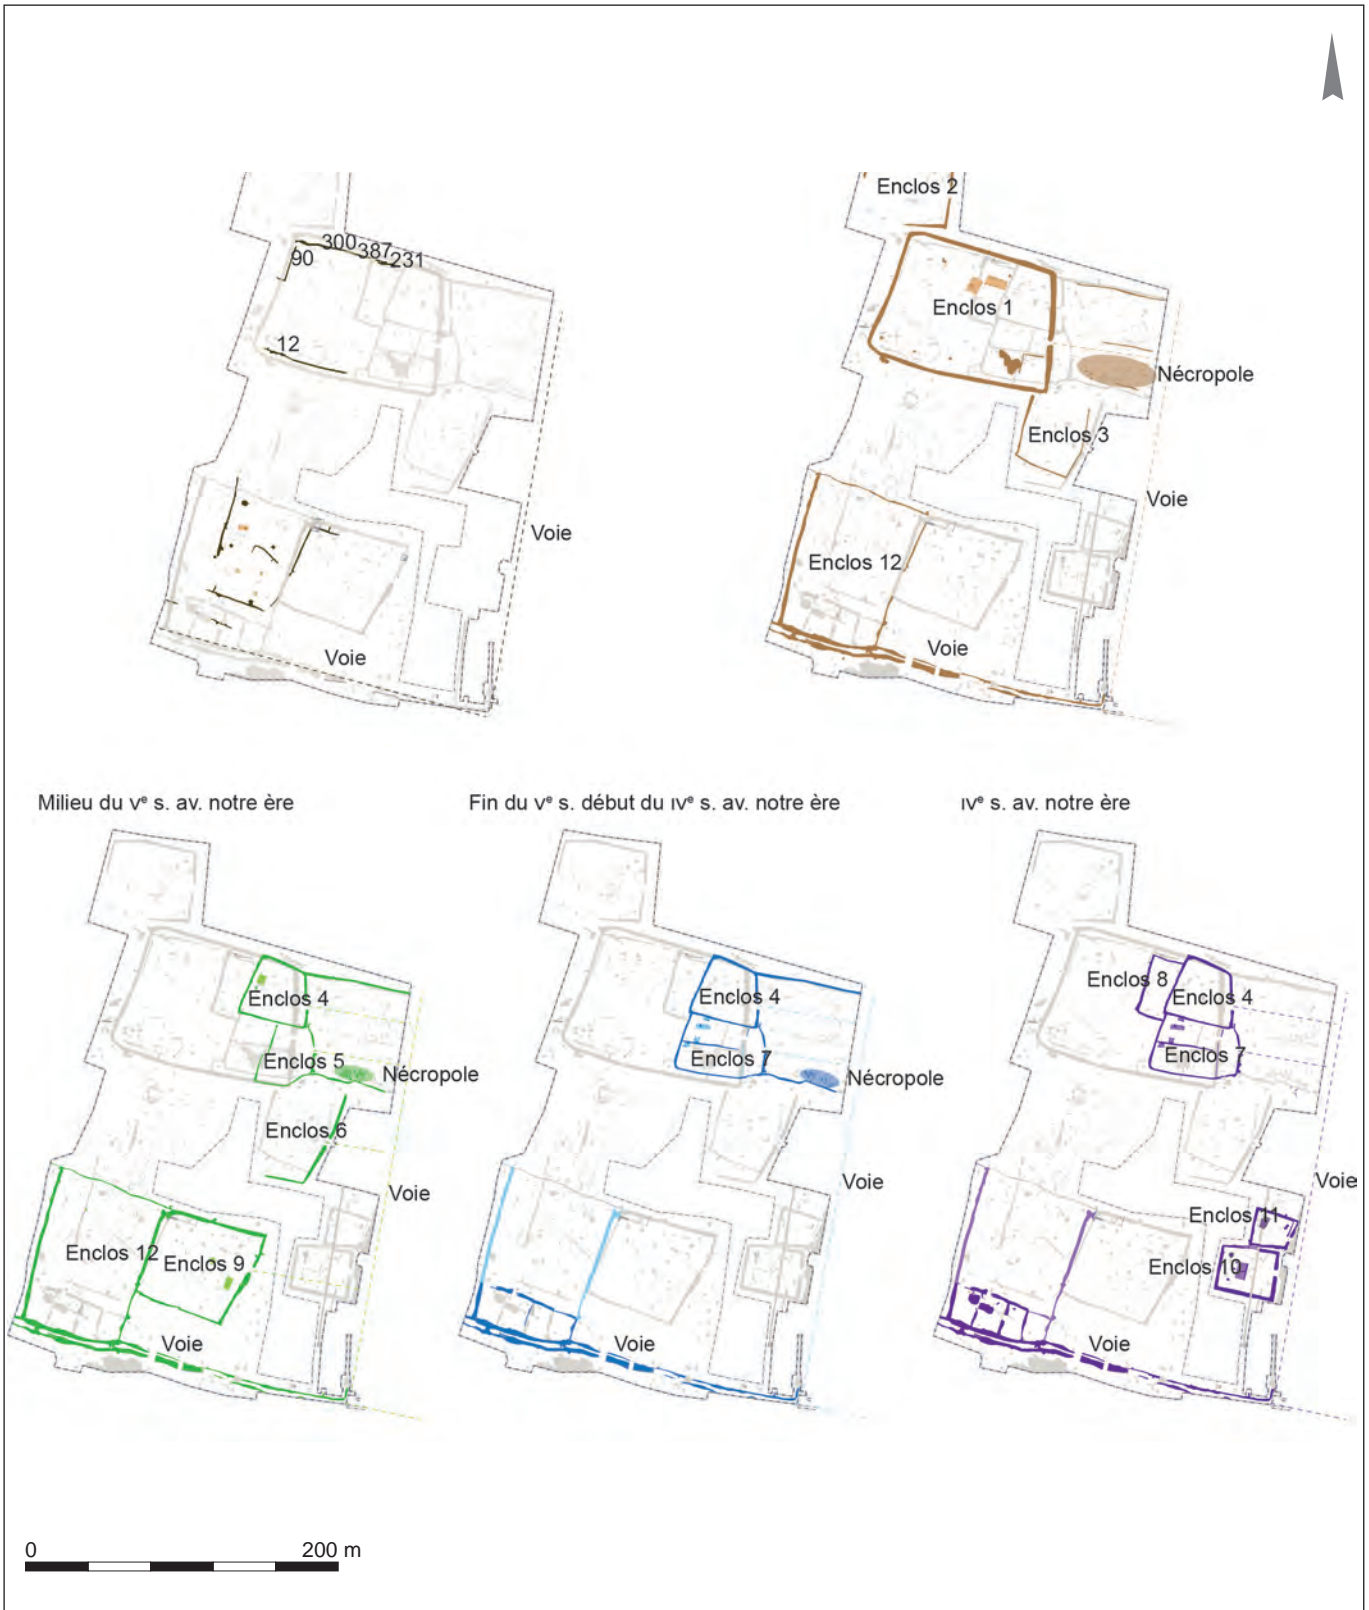 300
387
231
90
12
Voie
Voie
Enclos 2
Enclos 1
Nécropole
Enclos 3
Voie
Enclos 12
Voie
Milieu du Ve s. av. notre ère
Enclos 4
Enclos 5
Nécropole
Enclos 6
Voie
Enclos 12
Enclos 9
Voie
Fin du Ve s. début du IVe s. av. notre ère
Enclos 4
Enclos 7
Nécropole
Voie
Voie
IVe s. av. notre ère
Enclos 8
Enclos 4
Enclos 7
Voie
Enclos 11
Enclos 10
Voie
0 200 m